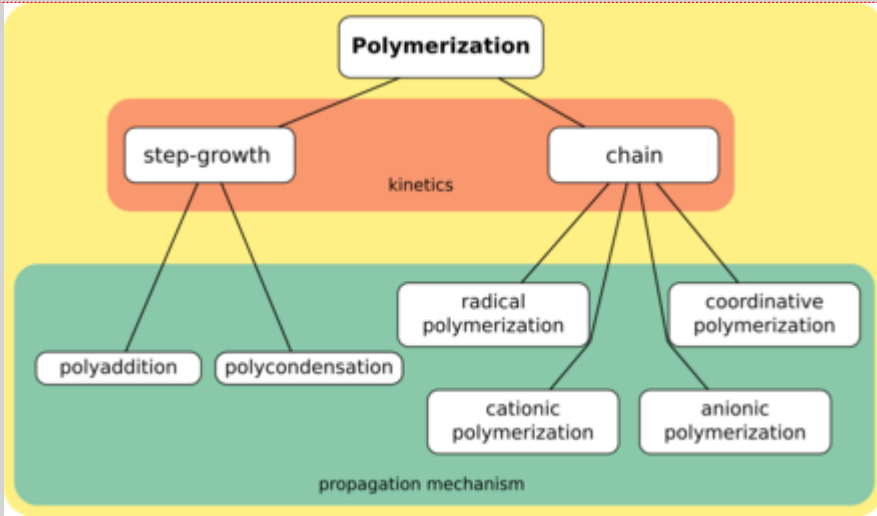 Polymerization
step-growth
chain
kinetics
radical
polymerization
coordinative
polymerization
polyaddition
polycondensation
cationic
polymerization
anionic
polymerization
propagation mechanism